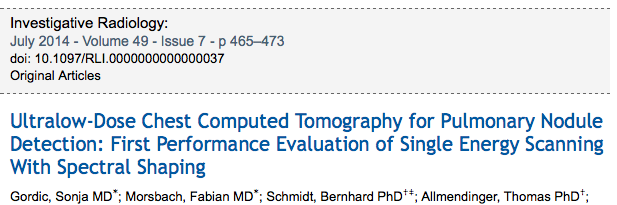 Investigative Radiology:
July 2014 - Volume 49 - Issue 7 - p 465–473
doi: 10.1097/RLI.0000000000000037
Original Articles
Ultralow-Dose Chest Computed Tomography for Pulmonary Nodule
Detection: First Performance Evaluation of Single Energy Scanning
With Spectral Shaping
Gordic, Sonja MD*; Morsbach, Fabian MD*; Schmidt, Bernhard PhD†‡; Allmendinger, Thomas PhD†;